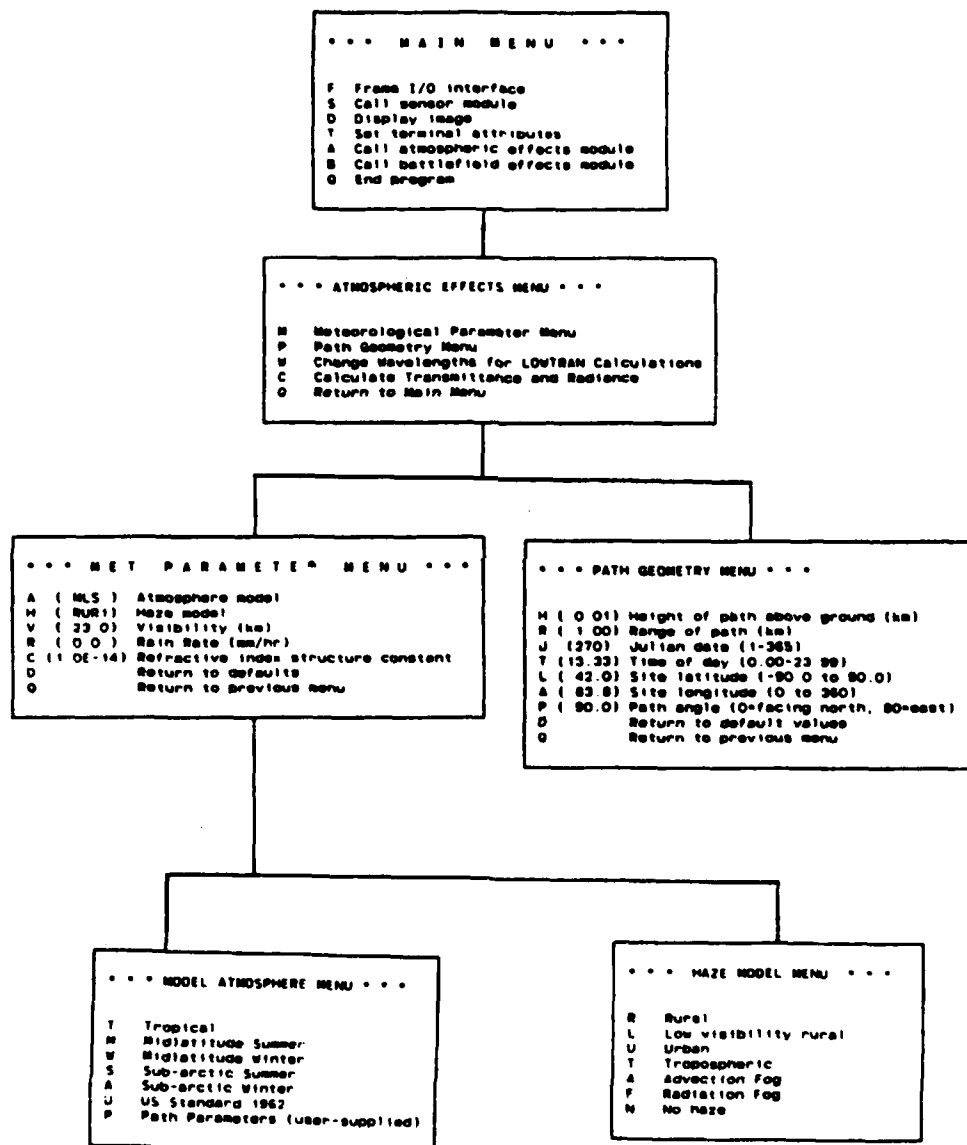 * * * M A I N M E N U * * *
F Frame I/O interface
S Call sensor module
D Display image
T Set terminal attributes
A Call atmospheric effects module
B Call battlefield effects module
Q End program
* * * ATMOSPHERIC EFFECTS MENU * * *
M Meteorological Parameter Menu
P Path Geometry Menu
W Change Wavelengths for LOWTRAN Calculations
C Calculate Transmittance and Radiance
Q Return to Main Menu
* * * M E T P A R A M E T E R M E N U * * *
A ( MLS ) Atmosphere model
H ( RUR1) Haze model
V ( 23.0) Visibility (km)
R ( 0.0 ) Rain Rate (mm/hr)
C (1.0E-14) Refractive index structure constant
D Return to defaults
Q Return to previous menu
* * * PATH GEOMETRY MENU * * *
H ( 0.01) Height of path above ground (km)
R ( 1.00) Range of path (km)
J (270) Julian date (1-365)
T (13.33) Time of day (0.00-23.99)
L ( 42.0) Site latitude (-90.0 to 90.0)
A ( 83.8) Site longitude (0 to 360)
P ( 90.0) Path angle (0=facing north, 90=east)
D Return to default values
Q Return to previous menu
* * * MODEL ATMOSPHERE MENU * * *
T Tropical
M Midlatitude Summer
W Midlatitude Winter
S Sub-arctic Summer
A Sub-arctic Winter
U US Standard 1962
P Path Parameters (user-supplied)
* * * HAZE MODEL MENU * * *
R Rural
L Low visibility rural
U Urban
T Tropospheric
A Advection Fog
F Radiation Fog
N No haze